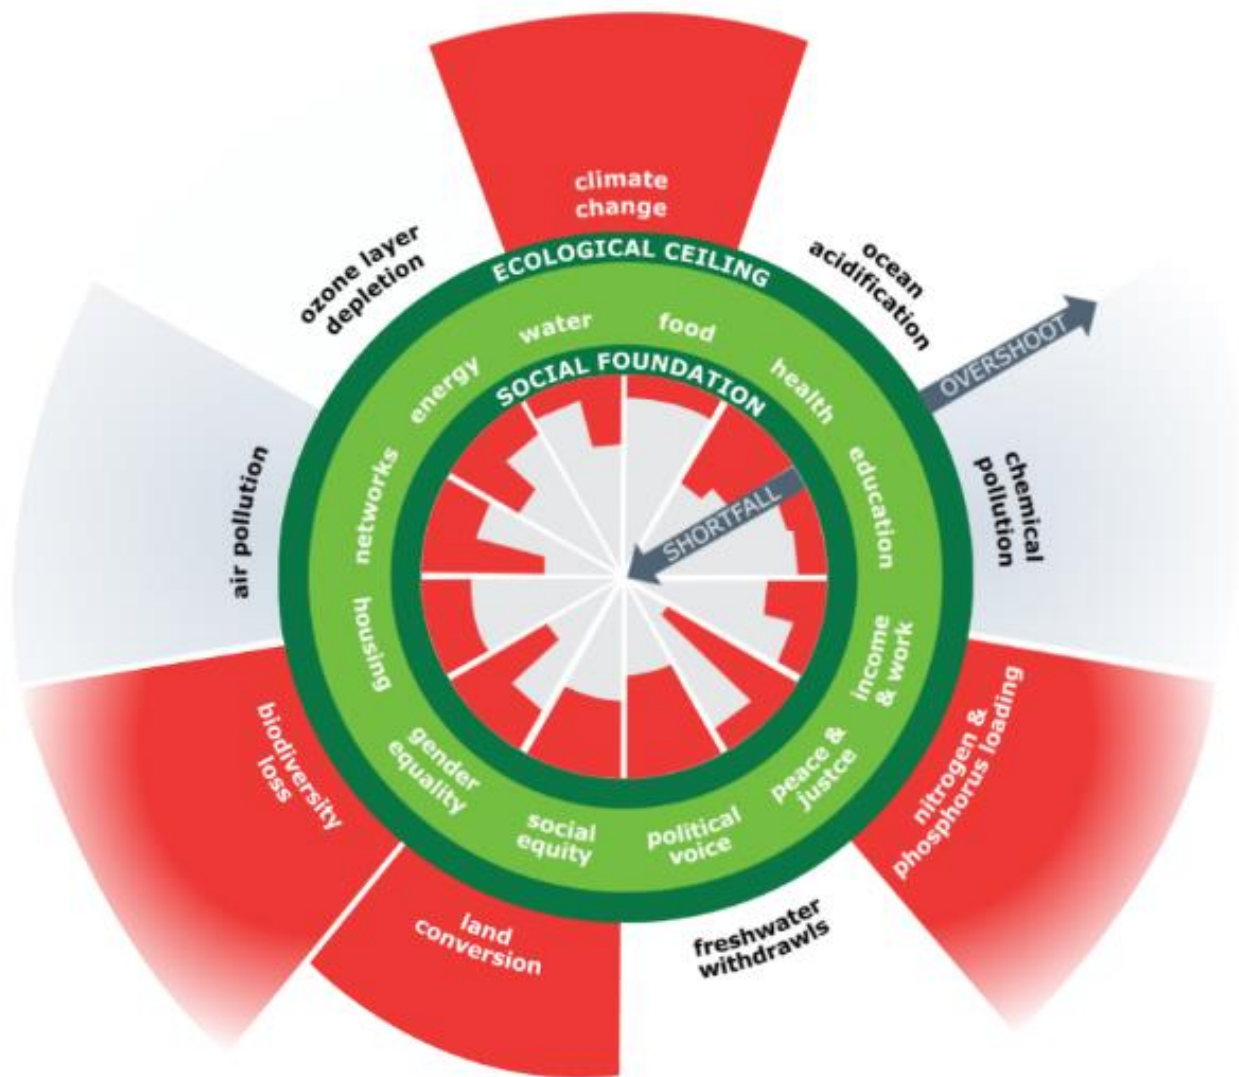 climate
change
ECOLOGICAL CEILING
ozone layer
depletion
ocean
acidification
OVERSHOOT
water
food
energy
health
SOCIAL FOUNDATION
networks
education
SHORTFALL
air pollution
chemical
pollution
housing
income
& work
gender
equality
peace &
justce
social
equity
political
voice
biodiversity
loss
nitrogen &
phosphorus loading
land
conversion
freshwater
withdrawls